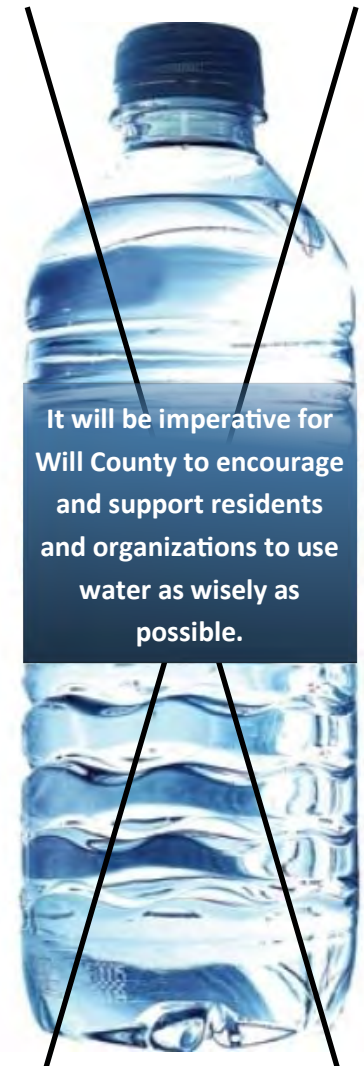 It will be imperative for
Will County to encourage
and support residents
and organizations to use
water as wisely as
possible.